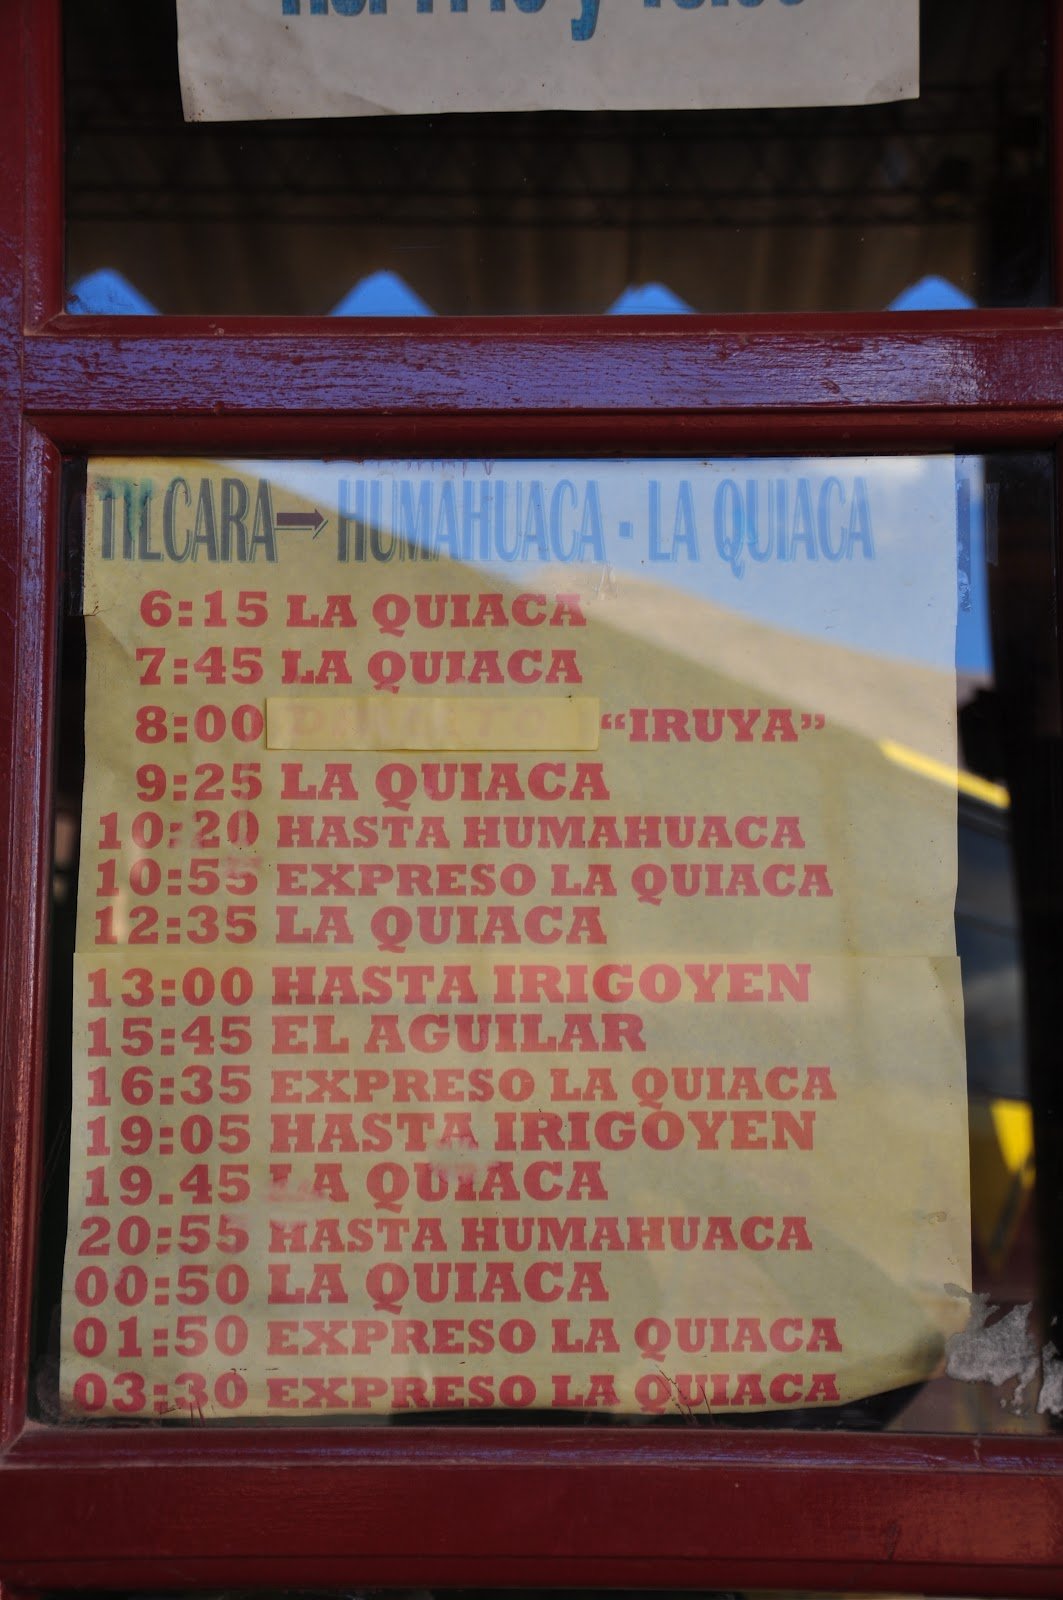 TILCARA→HUMAHUACA·LA QUIACA
6:15 LA QUIACA
7:45 LA QUIACA
8:00 "IRUYA"
9:25 LA QUIACA
10:20 HASTA HUMAHUACA
10:55 EXPRESO LA QUIACA
12:35 LA QUIACA
13:00 HASTA IRIGOYEN
15:45 EL AGUILAR
16:35 EXPRESO LA QUIACA
19:05 HASTA IRIGOYEN
19.45 LA QUIACA
20:55 HASTA HUMAHUACA
00:50 LA QUIACA
01:50 EXPRESO LA QUIACA
03:30 EXPRESO LA QUIACA